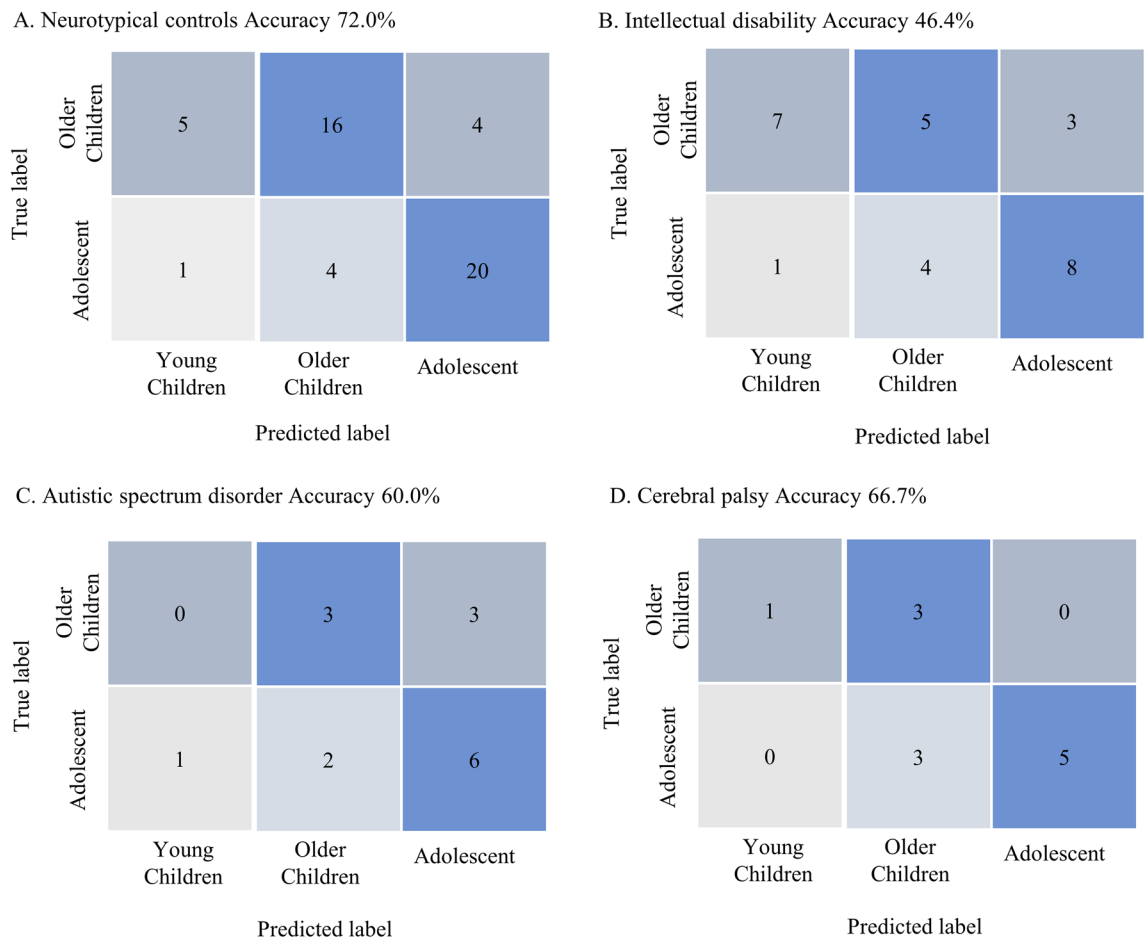 A. Neurotypical controls Accuracy 72.0%
True label
Older
Children
5 16 4
Adolescent
1 4 20
Young
Children
Older
Children
Adolescent
Predicted label
B. Intellectual disability Accuracy 46.4%
True label
Older
Children
7 5 3
Adolescent
1 4 8
Young
Children
Older
Children
Adolescent
Predicted label
C. Autistic spectrum disorder Accuracy 60.0%
True label
Older
Children
0 3 3
Adolescent
1 2 6
Young
Children
Older
Children
Adolescent
Predicted label
D. Cerebral palsy Accuracy 66.7%
True label
Older
Children
1 3 0
Adolescent
0 3 5
Young
Children
Older
Children
Adolescent
Predicted label